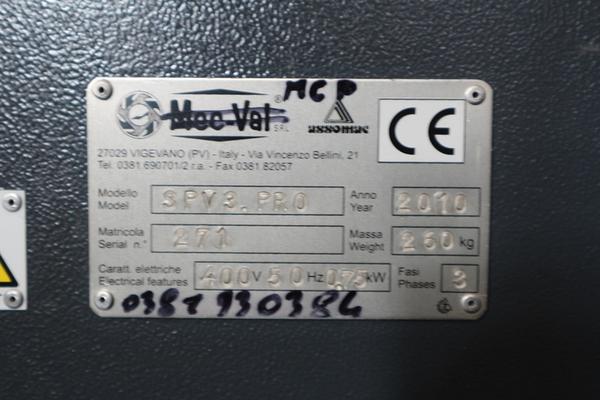 MCP
Mec-Val ® SRL assomac CE
27029 VIGEVANO (PV) - Italy - Via Vincenzo Bellini, 21
Tel. 0381.690701/2 r.a. - Fax 0381.82057
Modello Model SPV3.PRO Anno Year 2010
Matricola Serial n.° 271 Massa Weight 260 kg
Caratt. elettriche Electrical features 400 V 50 Hz 0,75 kW Fasi Phases 3
0381 930384